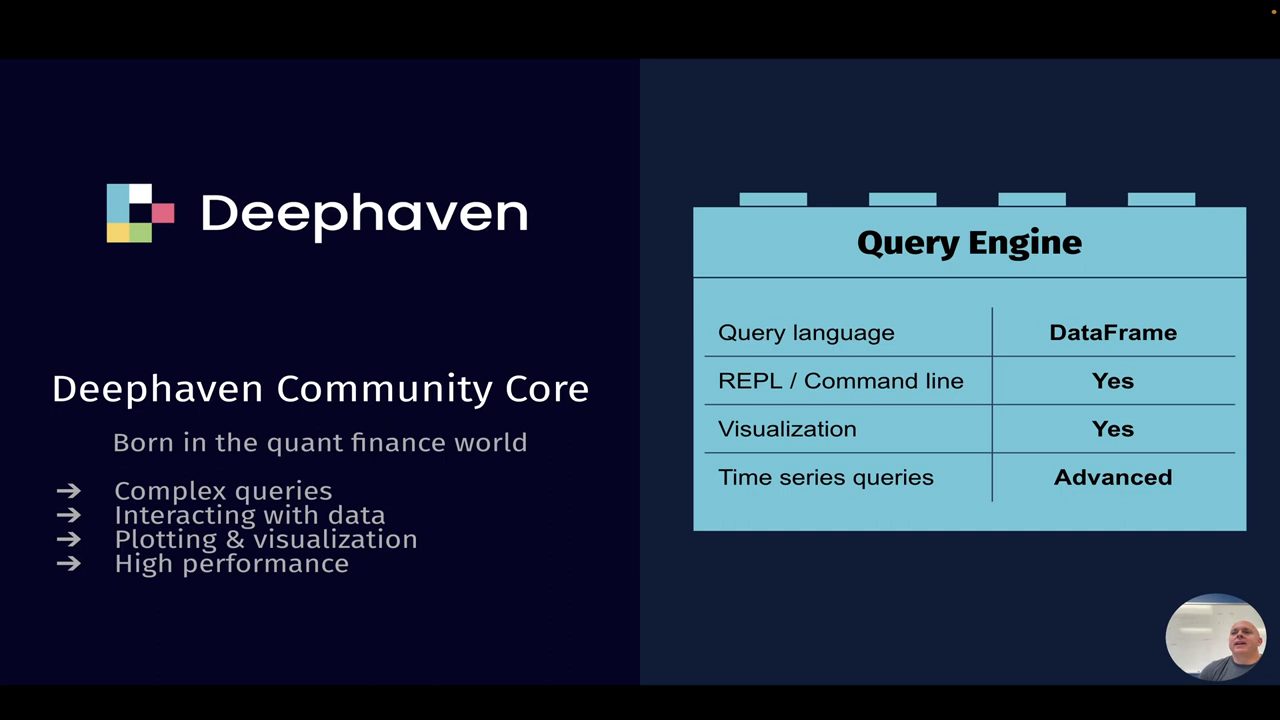 Deephaven
Deephaven Community Core
Born in the quant finance world
➔ Complex queries
➔ Interacting with data
➔ Plotting & visualization
➔ High performance
Query Engine
Query language DataFrame
REPL / Command line Yes
Visualization Yes
Time series queries Advanced